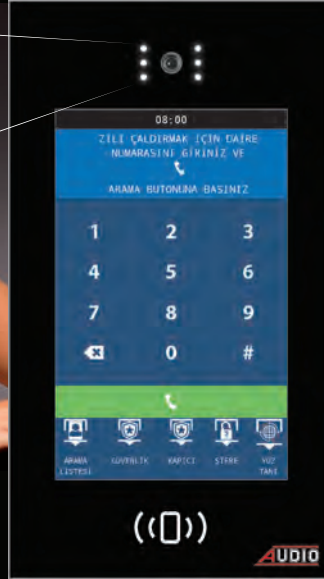 08:00
ZİLİ ÇALDIRMAK İÇİN DAİRE
NUMARASINI GİRİNİZ VE
ARAMA BUTONUNA BASINIZ
1 2 3
4 5 6
7 8 9
0 #
ARAMA LİSTESİ
GÜVENLİK
KAPICI
ŞİFRE
YÜZ TANI
AUDIO